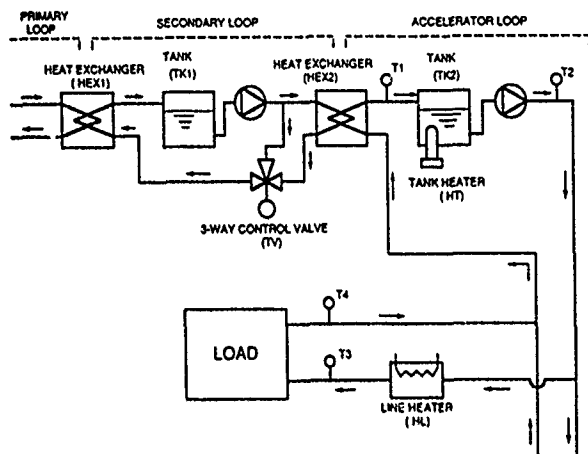 PRIMARY
LOOP
SECONDARY LOOP
ACCELERATOR LOOP
HEAT EXCHANGER
(HEX1)
TANK
(TK1)
HEAT EXCHANGER
(HEX2)
T1
TANK
(TK2)
T2
TANK HEATER
(HT)
3-WAY CONTROL VALVE
(TV)
T4
LOAD
T3
LINE HEATER
(HL)